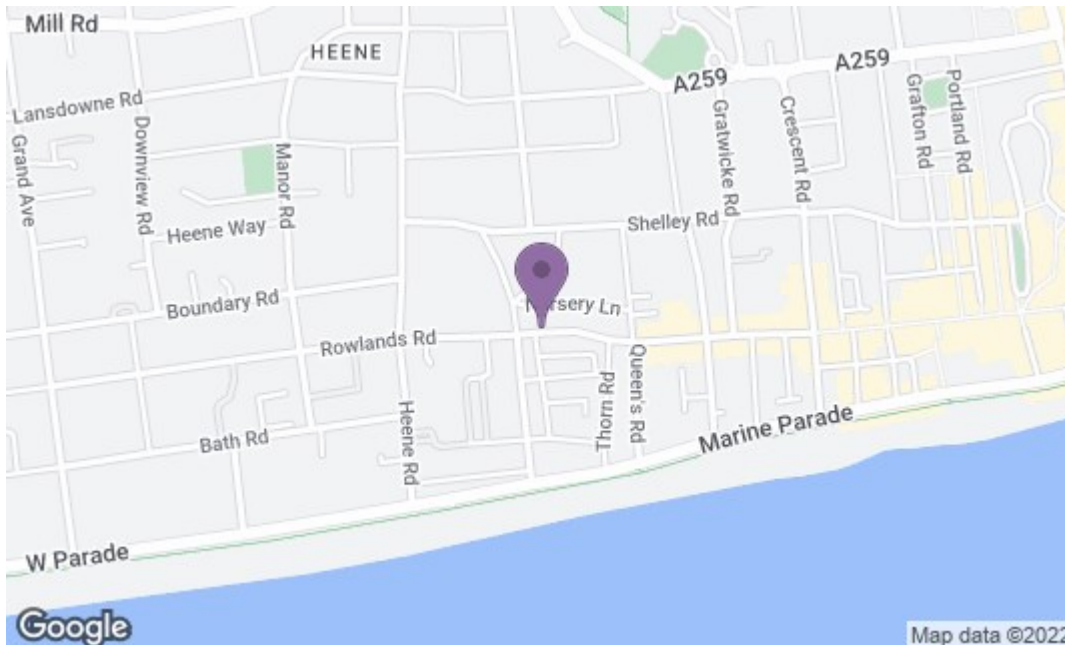 Mill Rd
HEENE
A259
A259
Lansdowne Rd
Grand Ave
Downview Rd
Manor Rd
Gratwicke Rd
Crescent Rd
Grafton Rd
Portland Rd
Heene Way
Shelley Rd
Boundary Rd
Nursery Ln
Rowlands Rd
Queen's Rd
Thorn Rd
Heene Rd
Bath Rd
Marine Parade
W Parade
Google
Map data ©2022